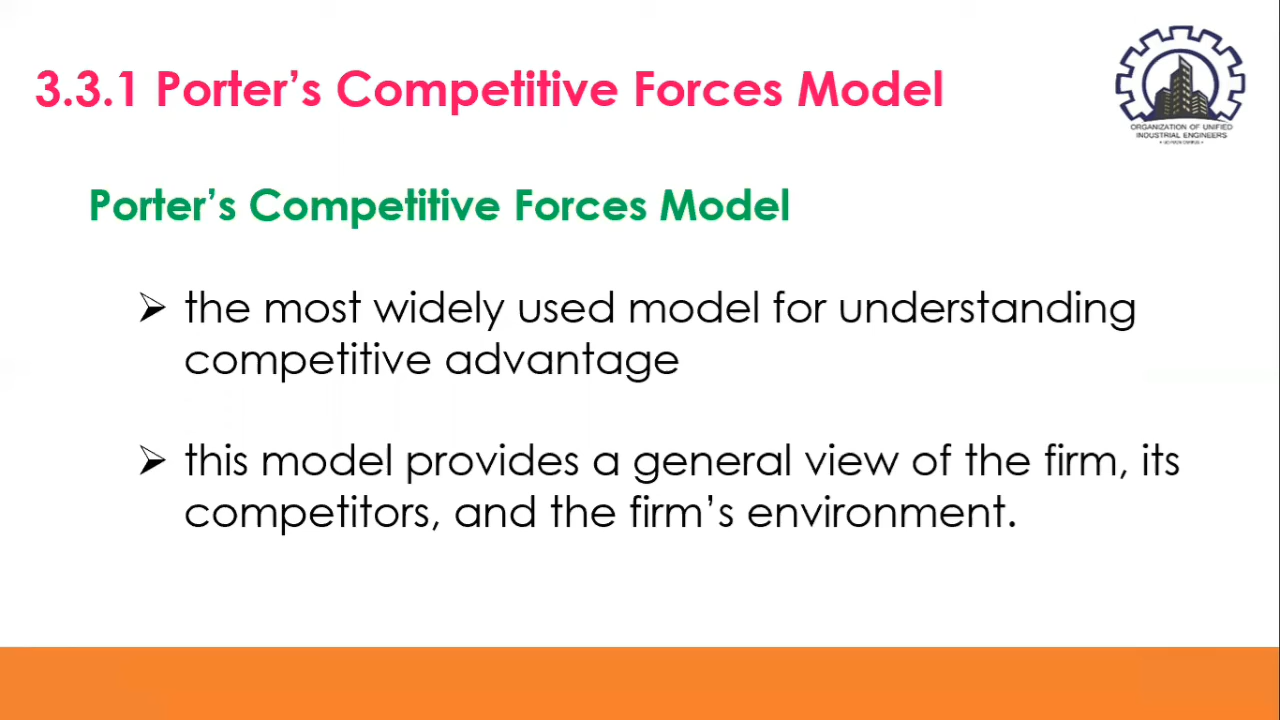 3.3.1 Porter’s Competitive Forces Model
ORGANIZATION OF UNIFIED
INDUSTRIAL ENGINEERS
Porter’s Competitive Forces Model
➢ the most widely used model for understanding
competitive advantage
➢ this model provides a general view of the firm, its
competitors, and the firm’s environment.